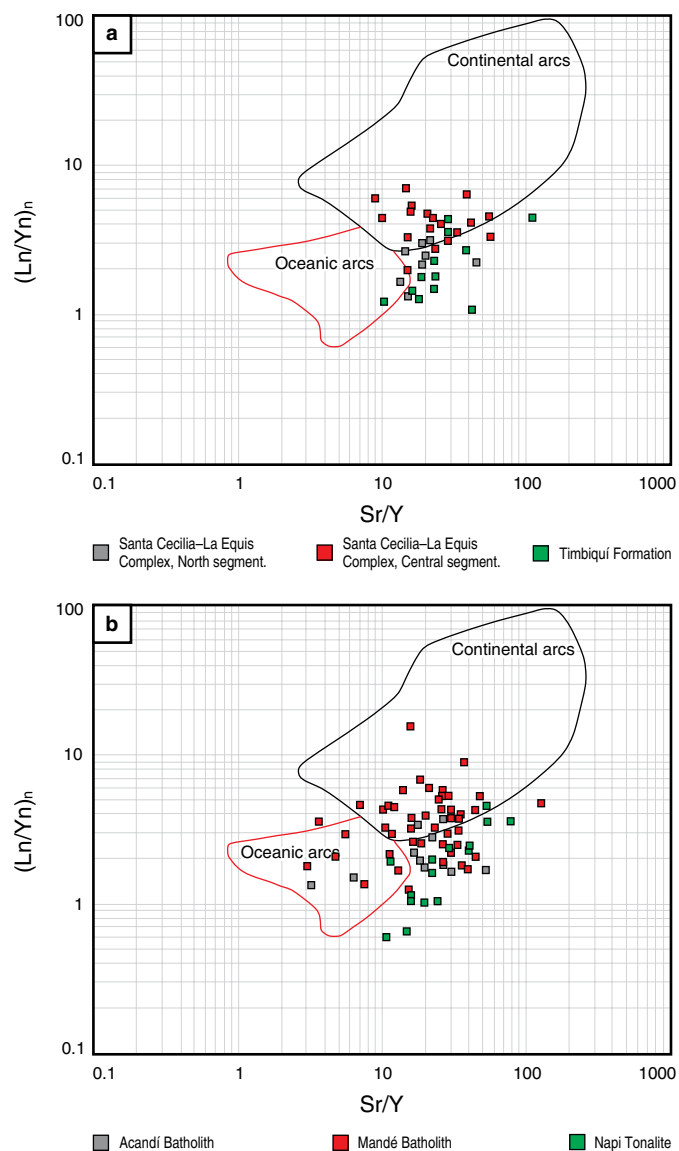 a
100
10
1
0.1
(Ln/Yn)n
Continental arcs
Oceanic arcs
0.1 1 10 100 1000
Sr/Y
Santa Cecilia–La Equis
Complex, North segment.
Santa Cecilia–La Equis
Complex, Central segment.
Timbiquí Formation
b
100
10
1
0.1
(Ln/Yn)n
Continental arcs
Oceanic arcs
0.1 1 10 100 1000
Sr/Y
Acandí Batholith
Mandé Batholith
Napi Tonalite